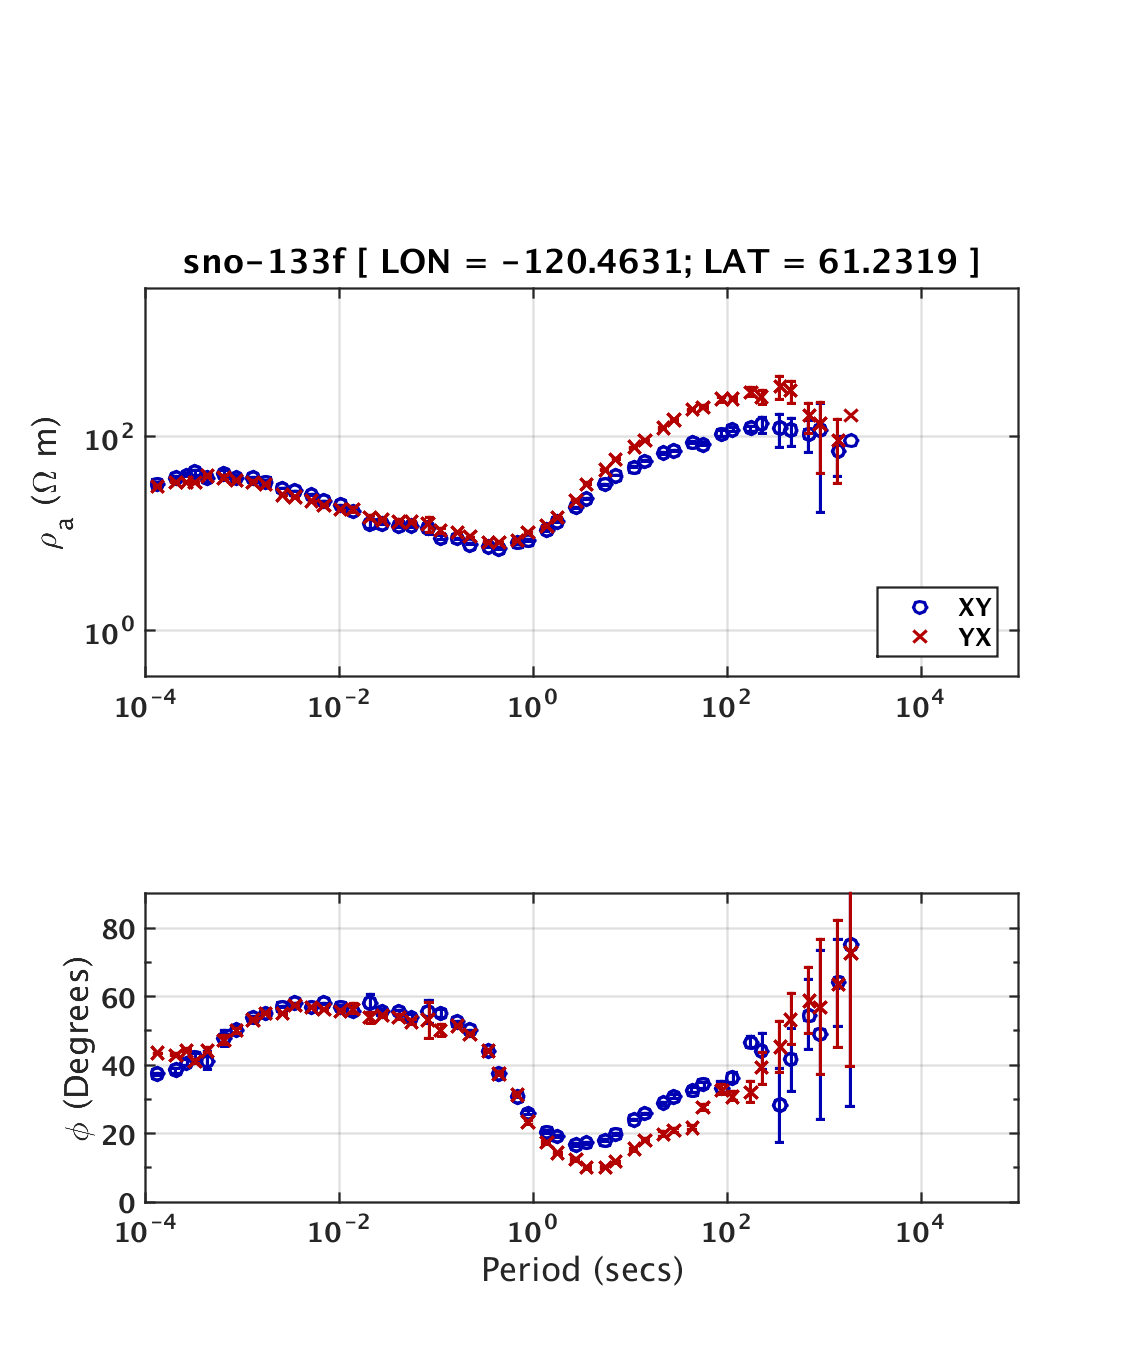 sno-133f [ LON = -120.4631; LAT = 61.2319 ]
ρa (Ω m)
10^2
10^0
XY
YX
10^-4 10^-2 10^0 10^2 10^4
ϕ (Degrees)
80
60
40
20
0
10^-4 10^-2 10^0 10^2 10^4
Period (secs)